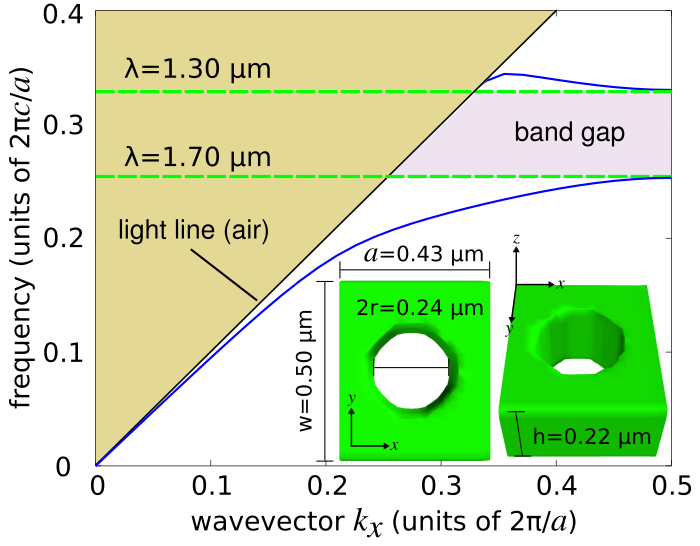 0.4
λ=1.30 μm
0.3
band gap
λ=1.70 μm
light line (air)
0.2
frequency (units of 2πc/a)
a=0.43 μm
2r=0.24 μm
w=0.50 μm
y
x
z
x
y
h=0.22 μm
0.1
0
0
0.1
0.2
0.3
0.4
0.5
wavevector kx (units of 2π/a)